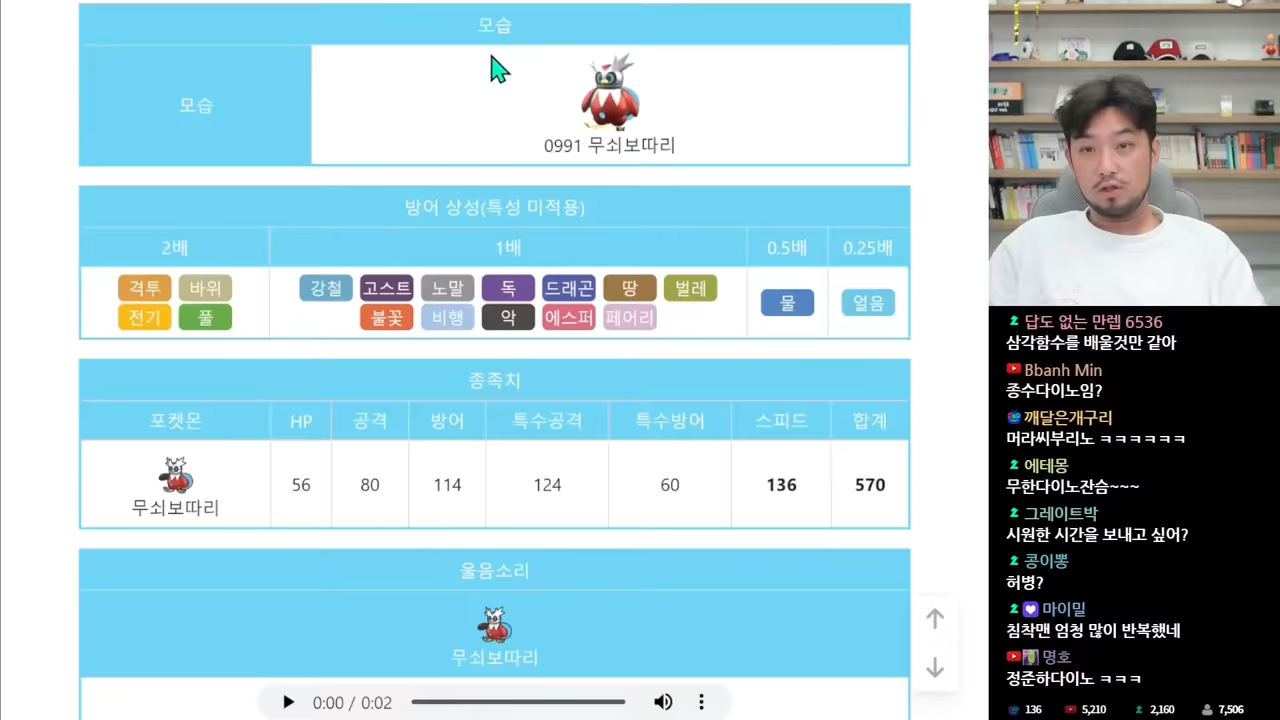 모습
모습
0991 무쇠보따리
방어 상성(특성 미적용)
2배 1배 0.5배 0.25배
격투 바위 강철 고스트 노말 독 드래곤 땅 벌레 물 얼음
전기 풀 불꽃 비행 악 에스퍼 페어리
종족치
포켓몬 HP 공격 방어 특수공격 특수방어 스피드 합계
무쇠보따리 56 80 114 124 60 136 570
울음소리
무쇠보따리
0:00 / 0:02
답도 없는 만렙 6536
삼각함수를 배울것만 같아
Bbanh Min
종수다이노임?
깨달은개구리
머라씨부리노 ㅋㅋㅋㅋㅋㅋ
에테몽
무한다이노잔슴~~~
그레이트박
시원한 시간을 보내고 싶어?
콩이뽕
허병?
마이밀
침착맨 엄청 많이 반복했네
명호
정준하다이노 ㅋㅋㅋ
136 5,210 2,160 7,506